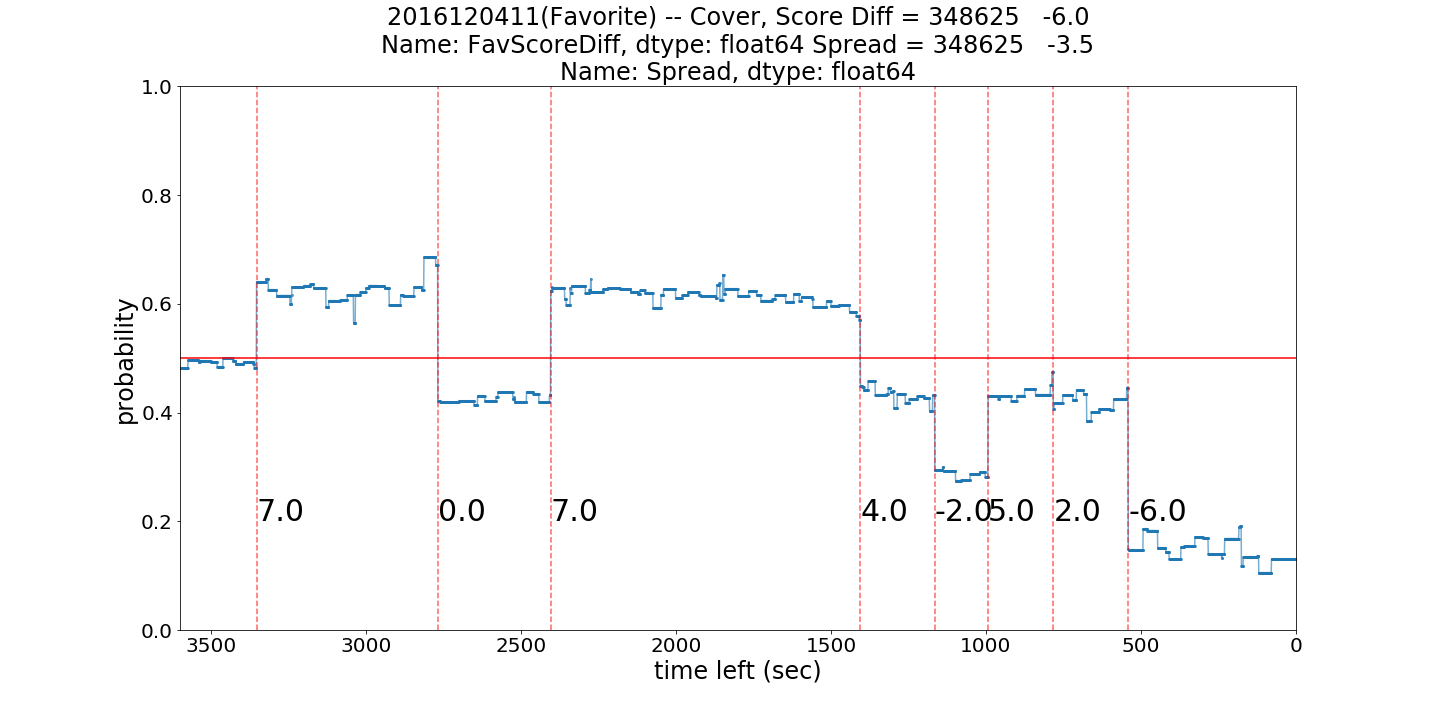 2016120411(Favorite) -- Cover, Score Diff = 348625   -6.0
Name: FavScoreDiff, dtype: float64 Spread = 348625   -3.5
Name: Spread, dtype: float64
1.0
0.8
0.6
0.4
0.2
0.0
probability
7.0 0.0 7.0 4.0 -2.0 5.0 2.0 -6.0
3500 3000 2500 2000 1500 1000 500 0
time left (sec)